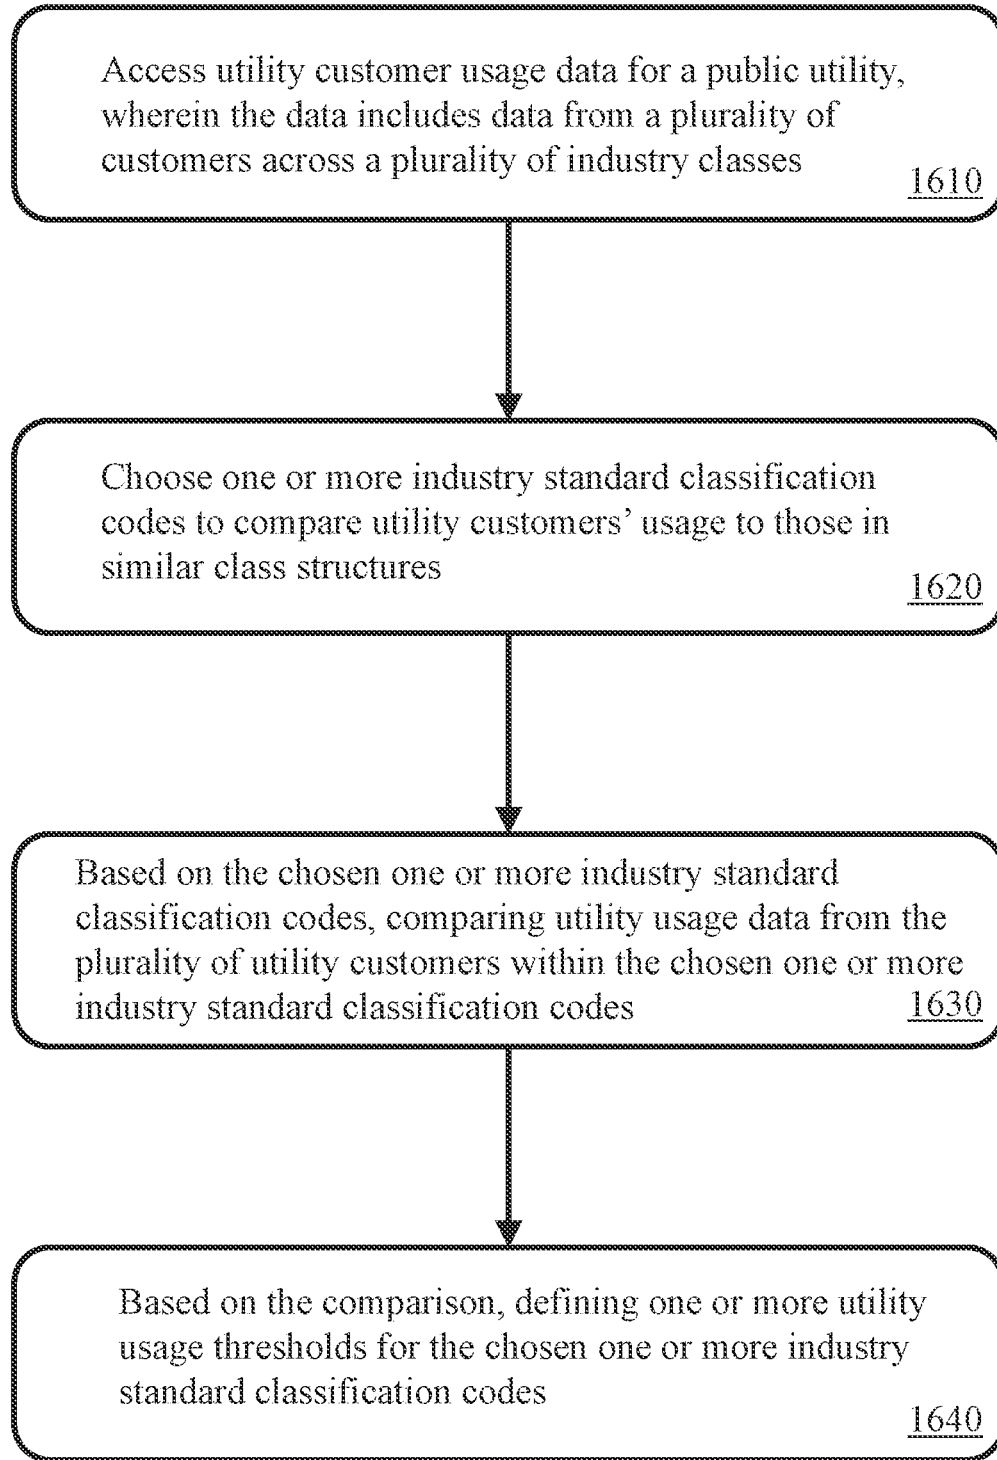 Access utility customer usage data for a public utility,
wherein the data includes data from a plurality of
customers across a plurality of industry classes
1610
Choose one or more industry standard classification
codes to compare utility customers’ usage to those in
similar class structures
1620
Based on the chosen one or more industry standard
classification codes, comparing utility usage data from the
plurality of utility customers within the chosen one or more
industry standard classification codes
1630
Based on the comparison, defining one or more utility
usage thresholds for the chosen one or more industry
standard classification codes
1640